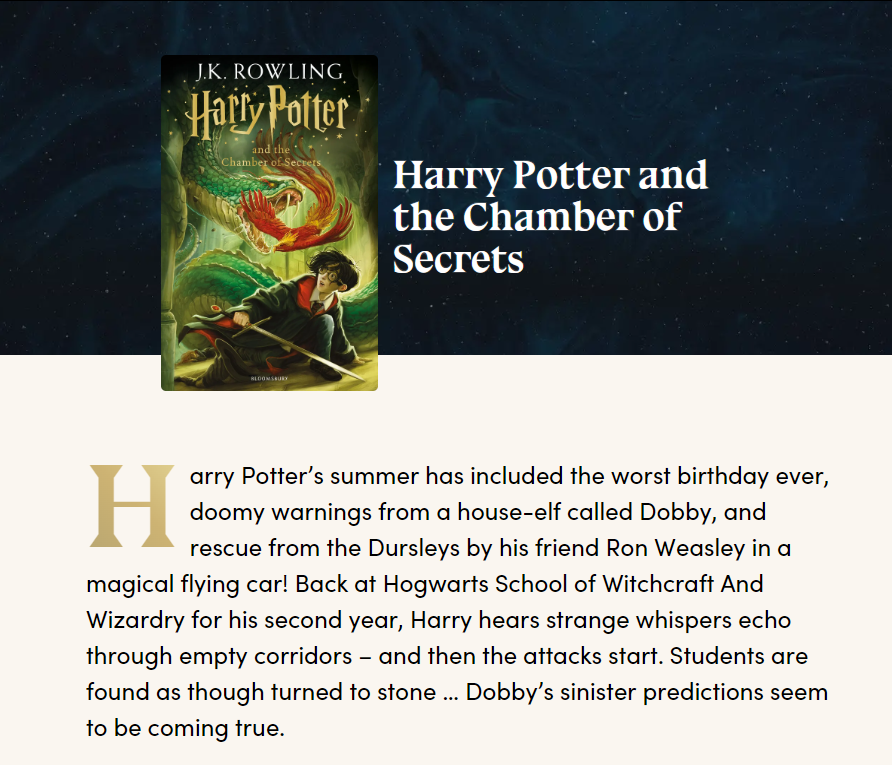 J.K. ROWLING
Harry Potter
and the
Chamber of Secrets
BLOOMSBURY
Harry Potter and
the Chamber of
Secrets
Harry Potter’s summer has included the worst birthday ever,
doomy warnings from a house-elf called Dobby, and
rescue from the Dursleys by his friend Ron Weasley in a
magical flying car! Back at Hogwarts School of Witchcraft And
Wizardry for his second year, Harry hears strange whispers echo
through empty corridors – and then the attacks start. Students are
found as though turned to stone ... Dobby’s sinister predictions seem
to be coming true.